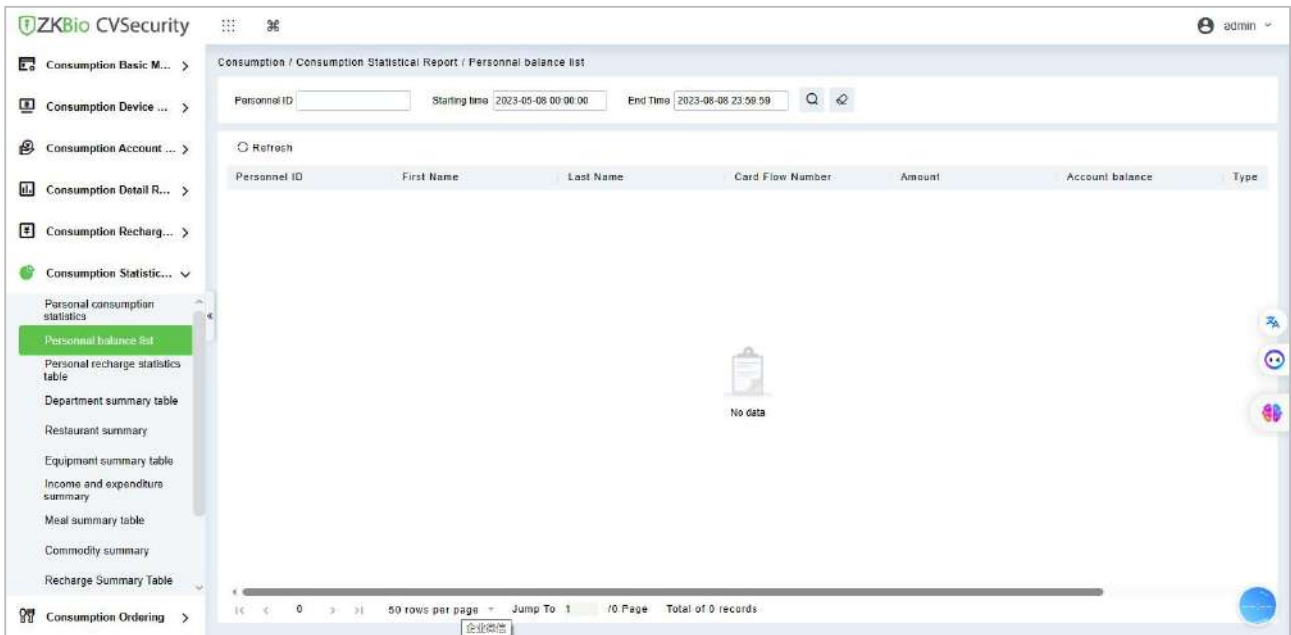 ZKBio CVSecurity
admin
Consumption Basic M...
Consumption Device ...
Consumption Account ...
Consumption Detail R...
Consumption Recharg...
Consumption Statistic...
Personal consumption
statistics
Personnal balance list
Personal recharge statistics
table
Department summary table
Restaurant summary
Equipment summary table
Income and expenditure
summary
Meal summary table
Commodity summary
Recharge Summary Table
Consumption Ordering
Consumption / Consumption Statistical Report / Personnal balance list
Personnel ID
Starting time 2023-05-08 00:00:00
End Time 2023-08-08 23:59:59
Refresh
Personnel ID First Name Last Name Card Flow Number Amount Account balance Type
No data
0 50 rows per page Jump To 1 /0 Page Total of 0 records
企业微信